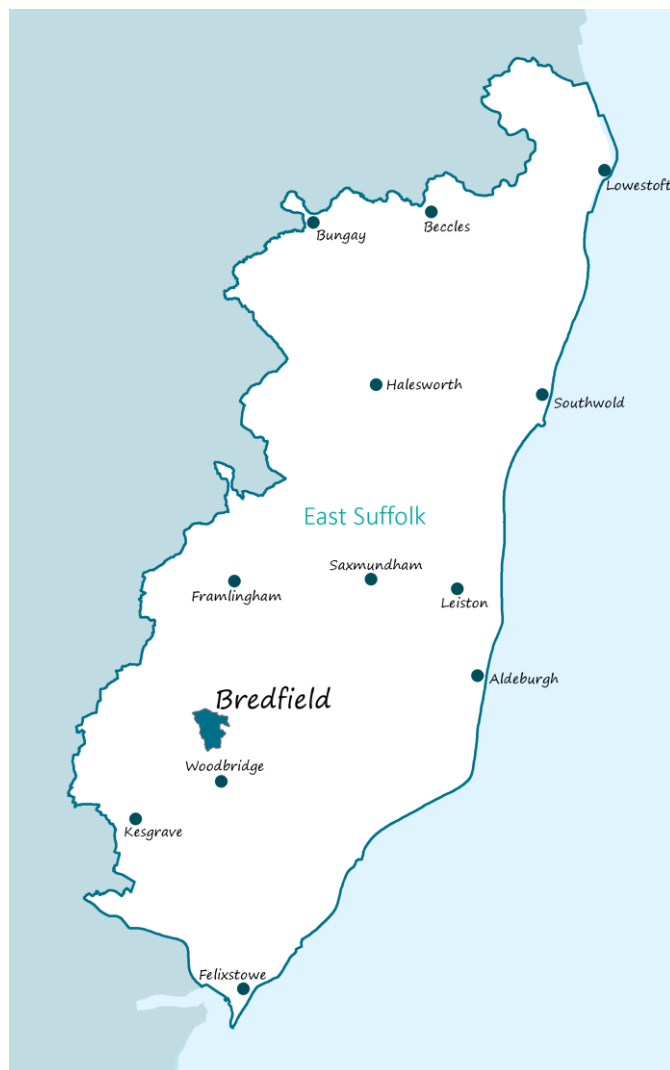 Lowestoft
Beccles
Bungay
Halesworth
Southwold
East Suffolk
Saxmundham
Framlingham
Leiston
Aldeburgh
Bredfield
Woodbridge
Kesgrave
Felixstowe